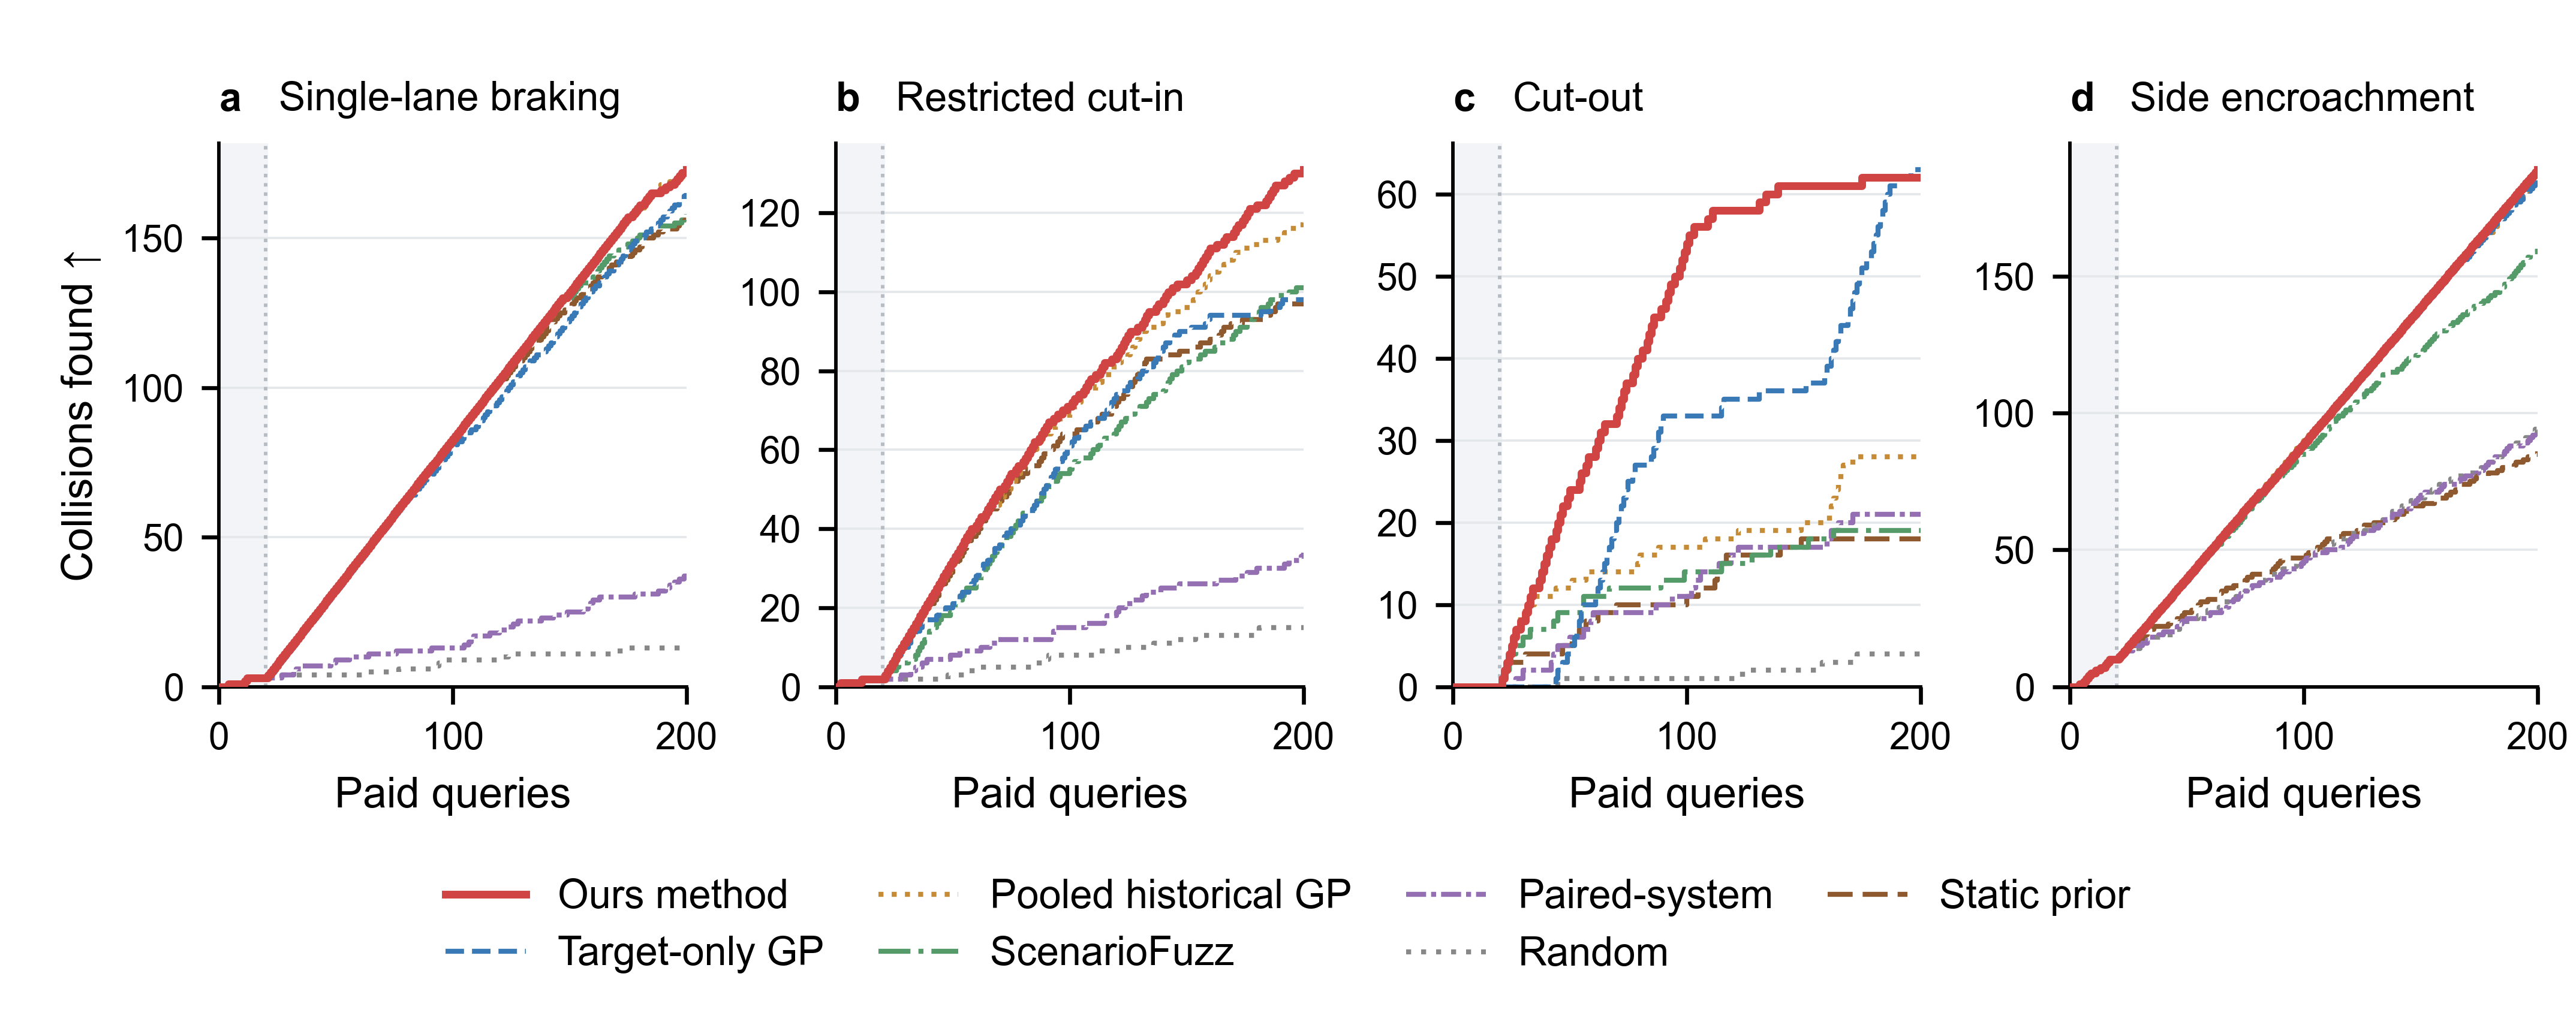 a Single-lane braking
b Restricted cut-in
c Cut-out
d Side encroachment
Collisions found ↑
150
100
50
0
0 100 200
Paid queries
120
100
80
60
40
20
0
0 100 200
Paid queries
60
50
40
30
20
10
0
0 100 200
Paid queries
150
100
50
0
0 100 200
Paid queries
Ours method
Pooled historical GP
Paired-system
Static prior
Target-only GP
ScenarioFuzz
Random